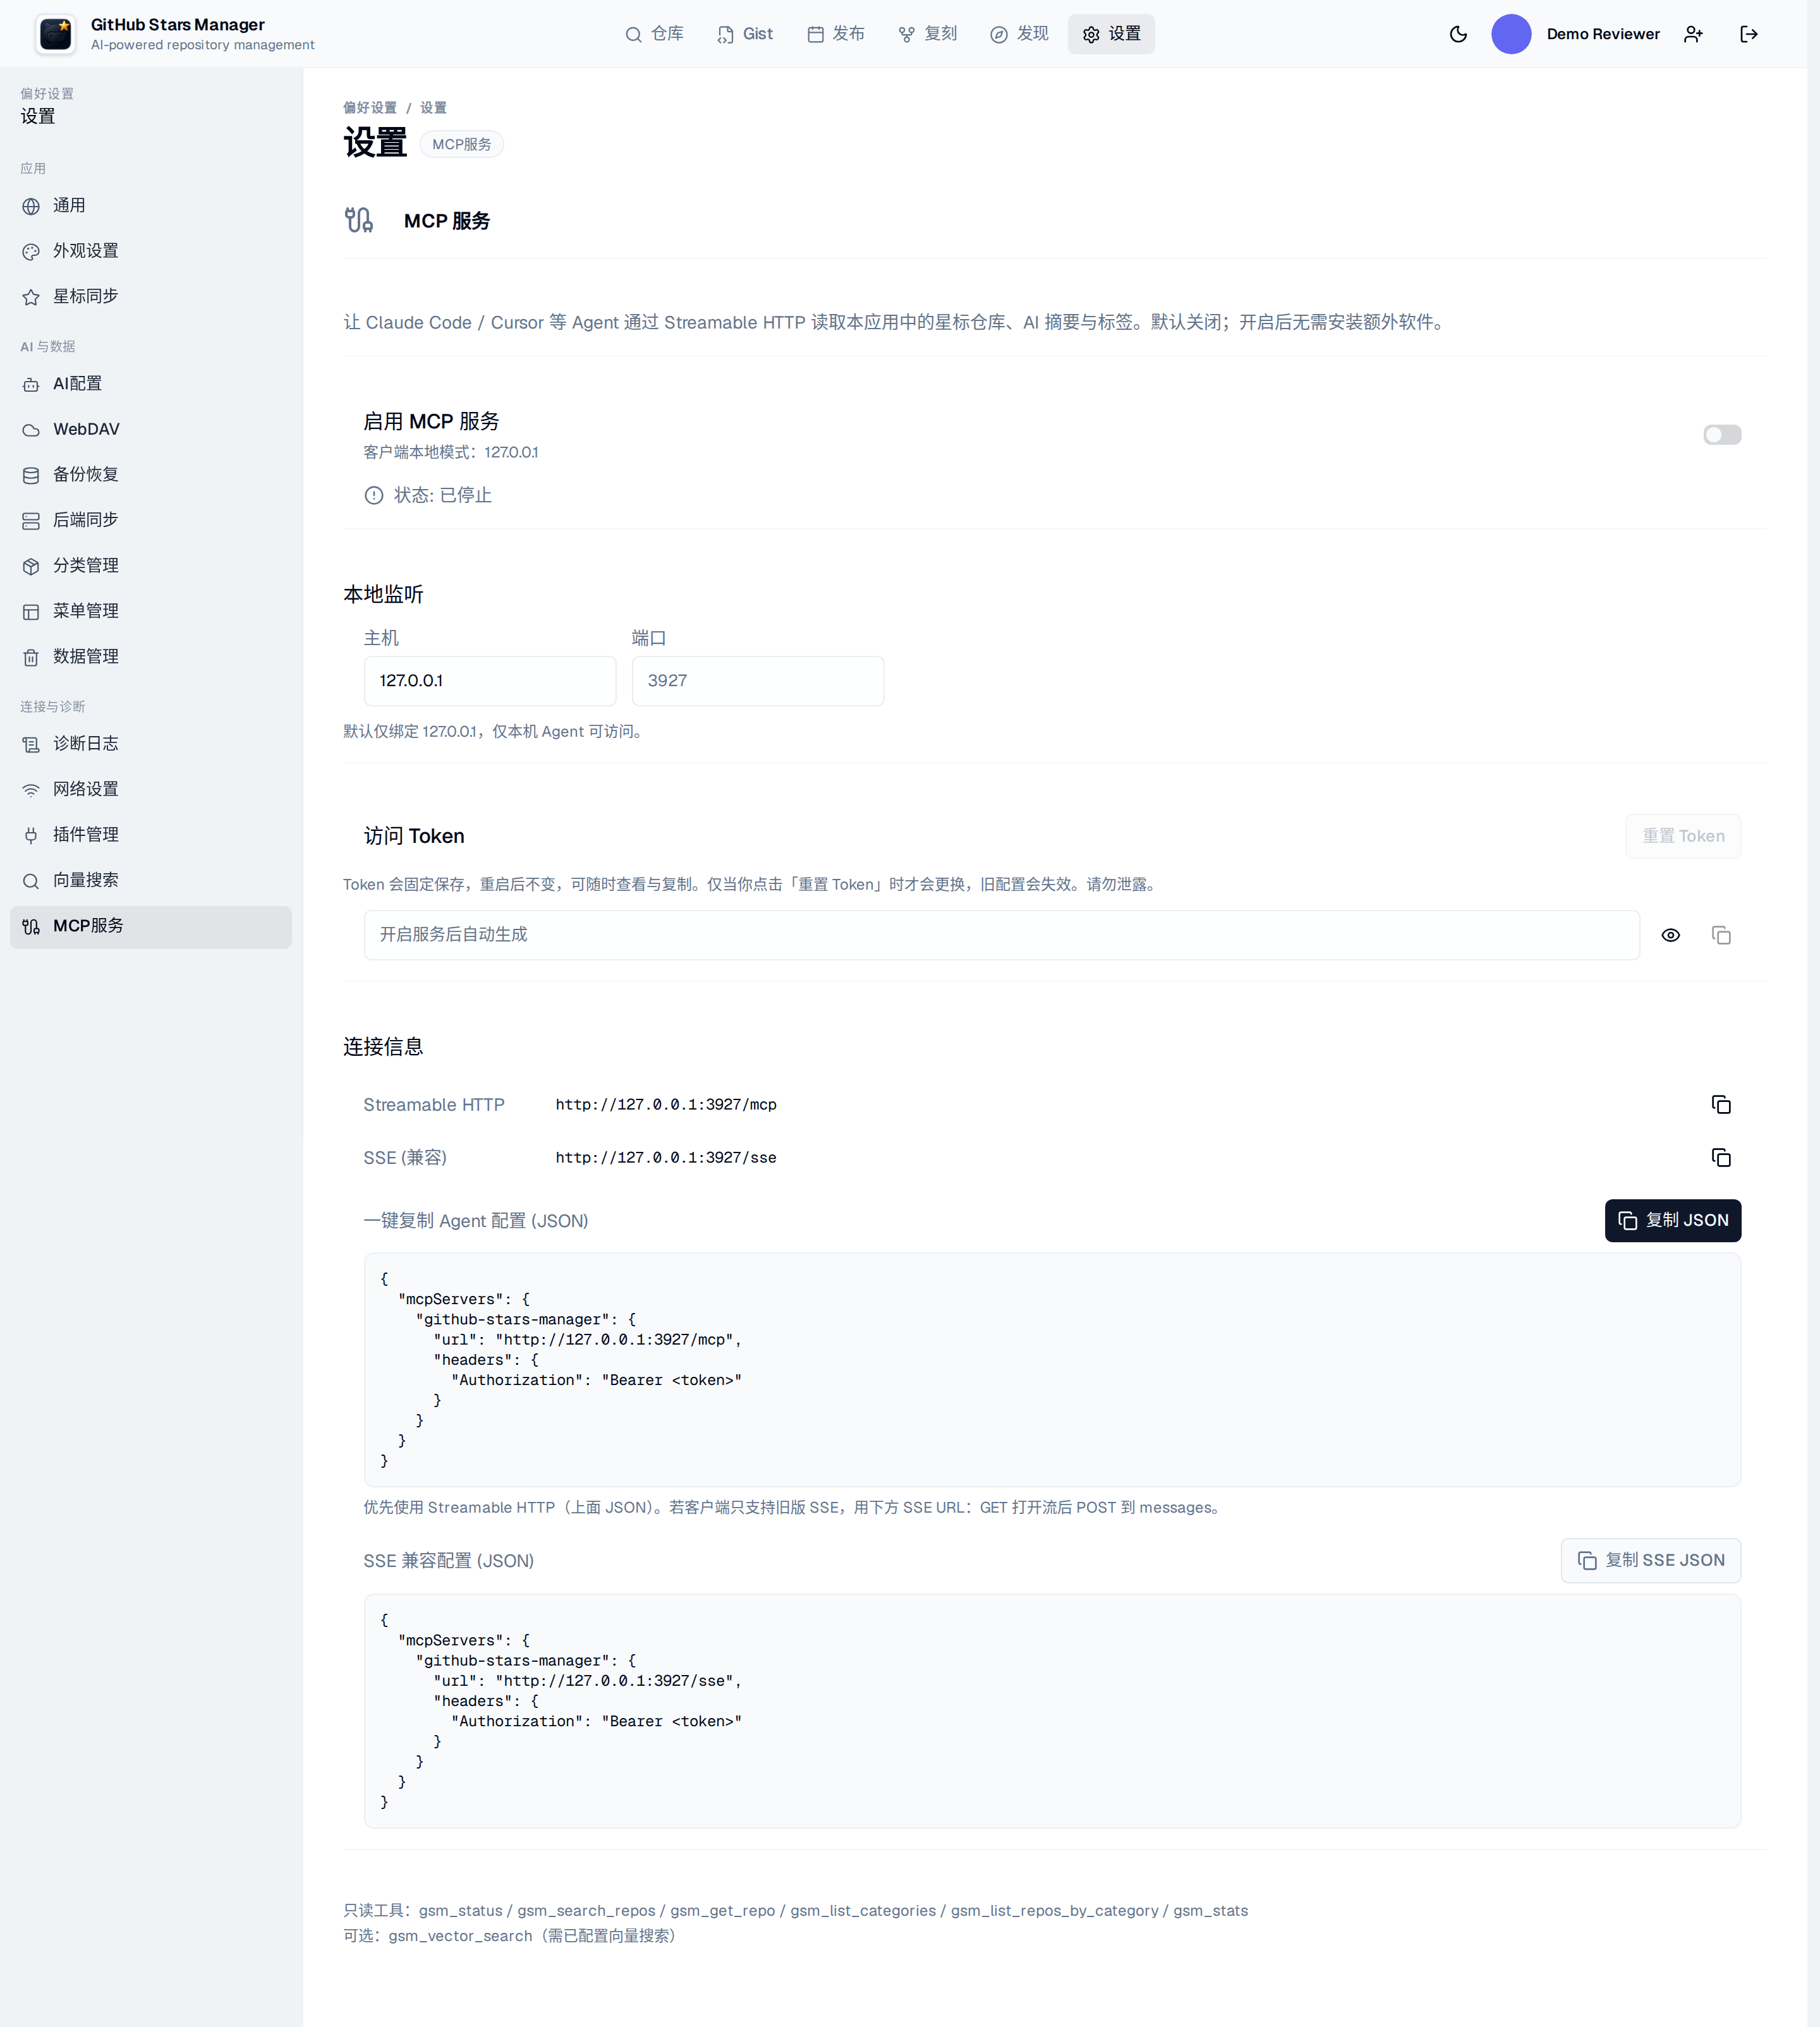 GitHub Stars Manager
AI-powered repository management
仓库
Gist
发布
复刻
发现
设置
Demo Reviewer
偏好设置
设置
应用
通用
外观设置
星标同步
AI 与数据
AI配置
WebDAV
备份恢复
后端同步
分类管理
菜单管理
数据管理
连接与诊断
诊断日志
网络设置
插件管理
向量搜索
MCP服务
偏好设置 / 设置
设置
MCP服务
MCP 服务
让 Claude Code / Cursor 等 Agent 通过 Streamable HTTP 读取本应用中的星标仓库、AI 摘要与标签。默认关闭；开启后无需安装额外软件。
启用 MCP 服务
客户端本地模式：127.0.0.1
状态: 已停止
本地监听
主机
端口
127.0.0.1
3927
默认仅绑定 127.0.0.1，仅本机 Agent 可访问。
访问 Token
重置 Token
Token 会固定保存，重启后不变，可随时查看与复制。仅当你点击「重置 Token」时才会更换，旧配置会失效。请勿泄露。
开启服务后自动生成
连接信息
Streamable HTTP
http://127.0.0.1:3927/mcp
SSE (兼容)
http://127.0.0.1:3927/sse
一键复制 Agent 配置 (JSON)
复制 JSON
{
"mcpServers": {
"github-stars-manager": {
"url": "http://127.0.0.1:3927/mcp",
"headers": {
"Authorization": "Bearer <token>"
}
}
}
}
优先使用 Streamable HTTP（上面 JSON）。若客户端只支持旧版 SSE，用下方 SSE URL：GET 打开流后 POST 到 messages。
SSE 兼容配置 (JSON)
复制 SSE JSON
{
"mcpServers": {
"github-stars-manager": {
"url": "http://127.0.0.1:3927/sse",
"headers": {
"Authorization": "Bearer <token>"
}
}
}
}
只读工具：gsm_status / gsm_search_repos / gsm_get_repo / gsm_list_categories / gsm_list_repos_by_category / gsm_stats
可选：gsm_vector_search（需已配置向量搜索）